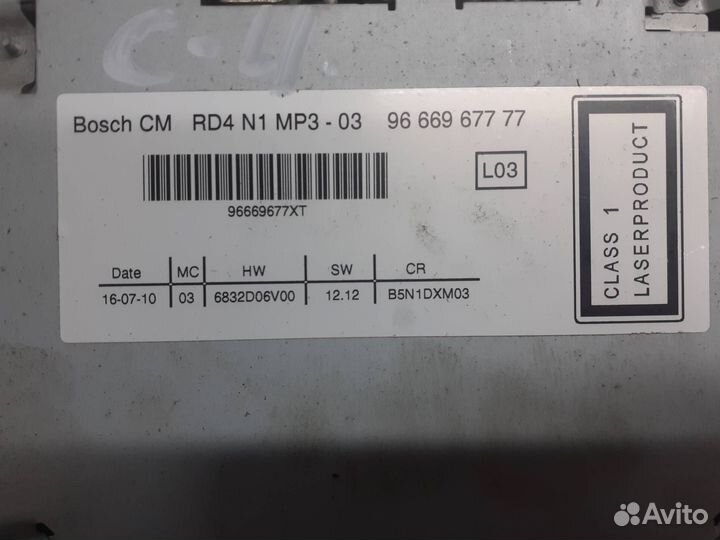 C-4.
Bosch CM RD4 N1 MP3 - 03 96 669 677 77
L03
96669677XT
Date MC HW SW CR
16-07-10 03 6832D06V00 12.12 B5N1DXM03
CLASS 1
LASERPRODUCT
Avito